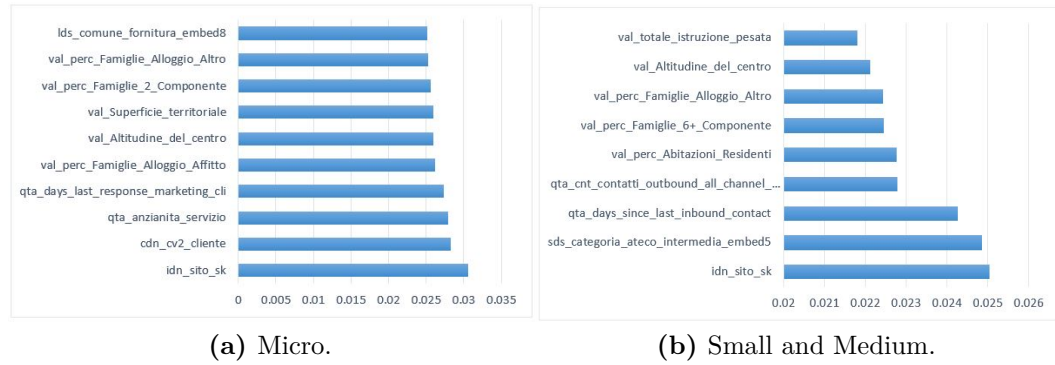 lds_comune_fornitura_embed8
val_perc_Famiglie_Alloggio_Altro
val_perc_Famiglie_2_Componente
val_Superficie_territoriale
val_Altitudine_del_centro
val_perc_Famiglie_Alloggio_Affitto
qta_days_last_response_marketing_cli
qta_anzianita_servizio
cdn_cv2_cliente
idn_sito_sk
0 0.005 0.01 0.015 0.02 0.025 0.03 0.035
(a) Micro.
val_totale_istruzione_pesata
val_Altitudine_del_centro
val_perc_Famiglie_Alloggio_Altro
val_perc_Famiglie_6+_Componente
val_perc_Abitazioni_Residenti
qta_cnt_contatti_outbound_all_channel_...
qta_days_since_last_inbound_contact
sds_categoria_ateco_intermedia_embed5
idn_sito_sk
0.02 0.021 0.022 0.023 0.024 0.025 0.026
(b) Small and Medium.